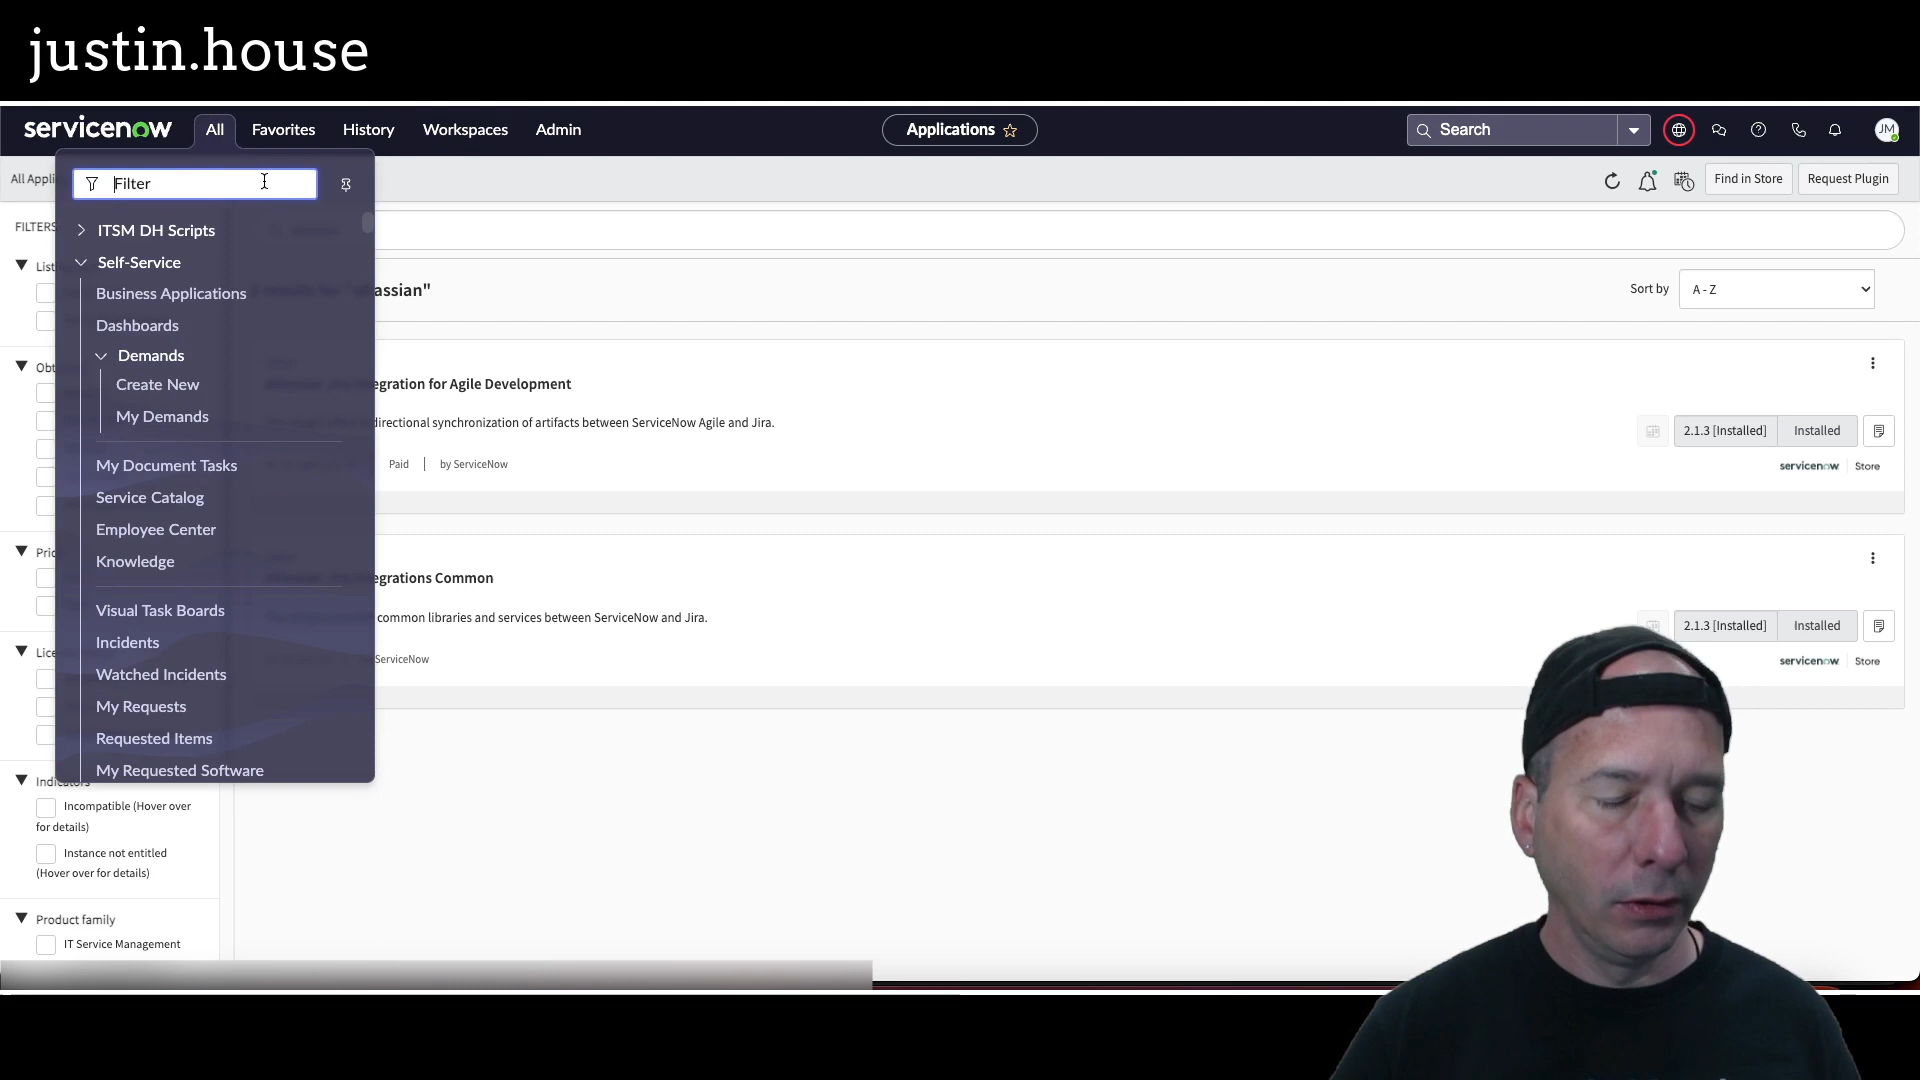 justin.house
servicenow All Favorites History Workspaces Admin Applications Search JM
All Appli Find in Store Request Plugin
Filter
FILTERS
ITSM DH Scripts
Self-Service
Business Applications
Dashboards
Demands
Create New
My Demands
My Document Tasks
Service Catalog
Employee Center
Knowledge
Visual Task Boards
Incidents
Watched Incidents
My Requests
Requested Items
My Requested Software
Incompatible (Hover over
for details)
Instance not entitled
(Hover over for details)
Product family
IT Service Management
assian"
Sort by A - Z
egration for Agile Development
directional synchronization of artifacts between ServiceNow Agile and Jira.
2.1.3 [Installed] Installed
Paid by ServiceNow
servicenow Store
egrations Common
common libraries and services between ServiceNow and Jira.
2.1.3 [Installed] Installed
ServiceNow
servicenow Store